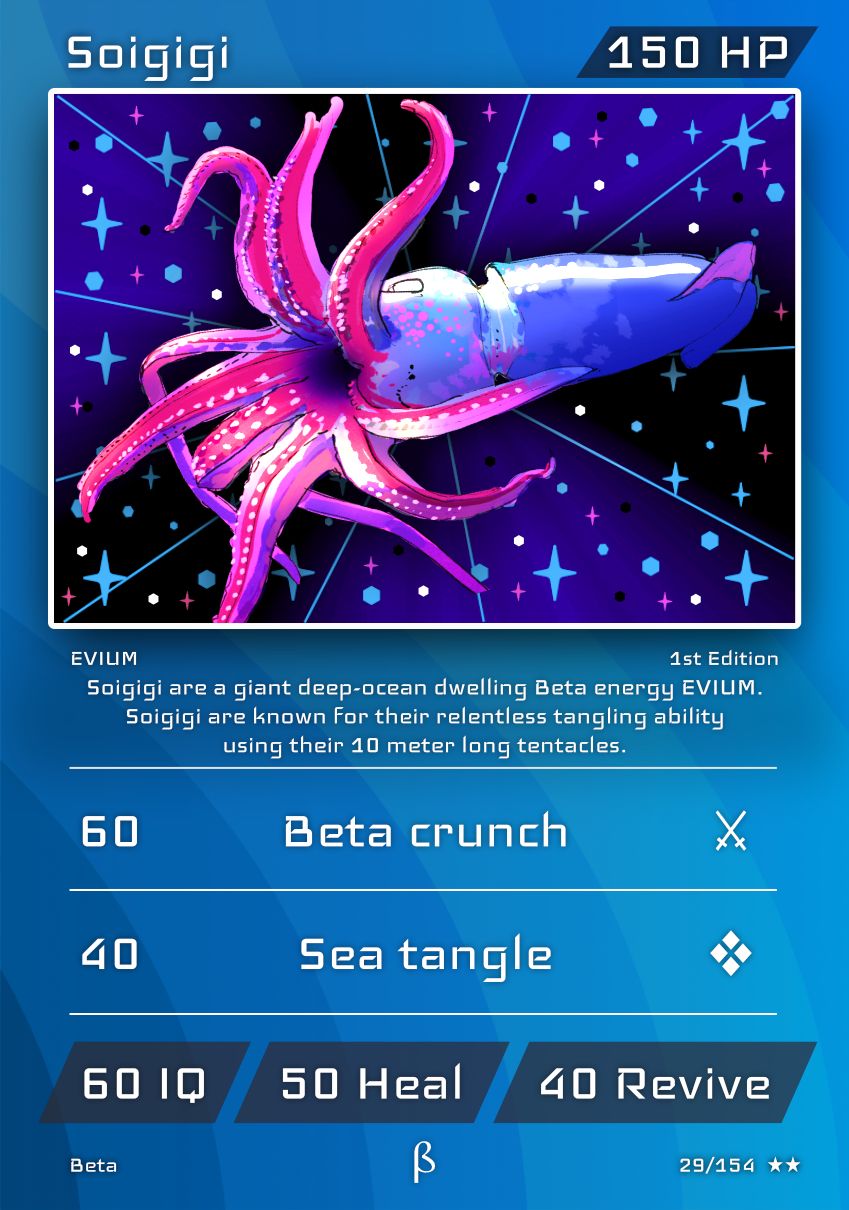 Soigigi
150 HP
EVIUM
1st Edition
Soigigi are a giant deep-ocean dwelling Beta energy EVIUM.
Soigigi are known for their relentless tangling ability
using their 10 meter long tentacles.
60 Beta crunch
40 Sea tangle
60 IQ
50 Heal
40 Revive
Beta
β
29/154 ★★